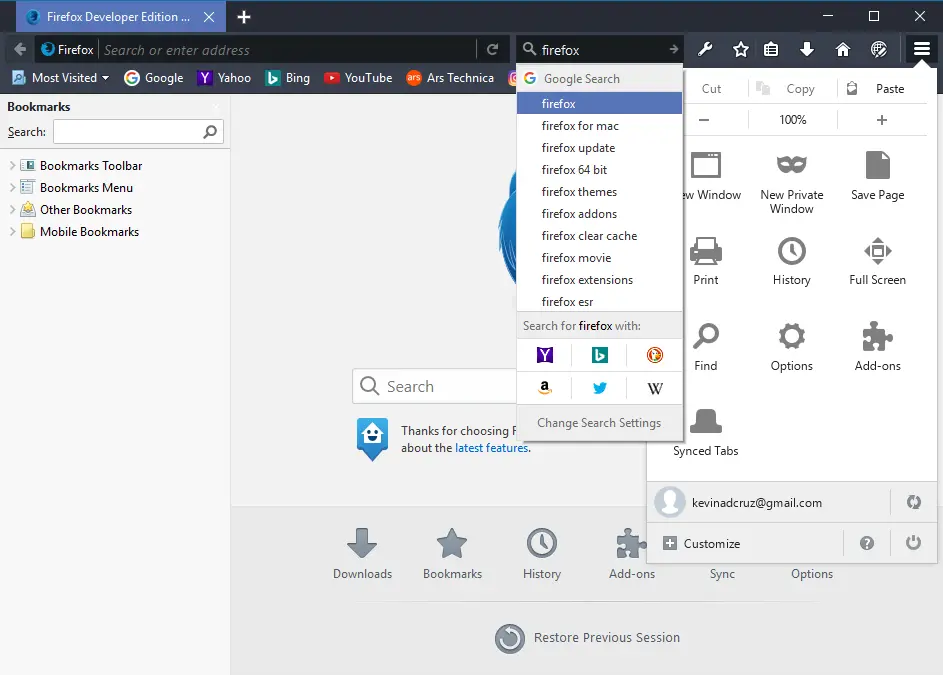 Firefox Developer Edition ...
Firefox
Search or enter address
firefox
Most Visited
Google
Yahoo
Bing
YouTube
Ars Technica
Bookmarks
Search:
Bookmarks Toolbar
Bookmarks Menu
Other Bookmarks
Mobile Bookmarks
Google Search
firefox
firefox for mac
firefox update
firefox 64 bit
firefox themes
firefox addons
firefox clear cache
firefox movie
firefox extensions
firefox esr
Search for firefox with:
Change Search Settings
Cut
Copy
Paste
100%
w Window
New Private
Window
Save Page
Print
History
Full Screen
Find
Options
Add-ons
Synced Tabs
kevinadcruz@gmail.com
Customize
Search
Thanks for choosing F
about the latest features.
Downloads
Bookmarks
History
Add-ons
Sync
Options
Restore Previous Session